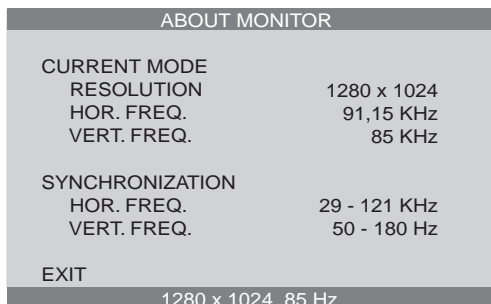 ABOUT MONITOR
CURRENT MODE
RESOLUTION 1280 x 1024
HOR. FREQ. 91,15 KHz
VERT. FREQ. 85 KHz
SYNCHRONIZATION
HOR. FREQ. 29 - 121 KHz
VERT. FREQ. 50 - 180 Hz
EXIT
1280 x 1024 85 Hz